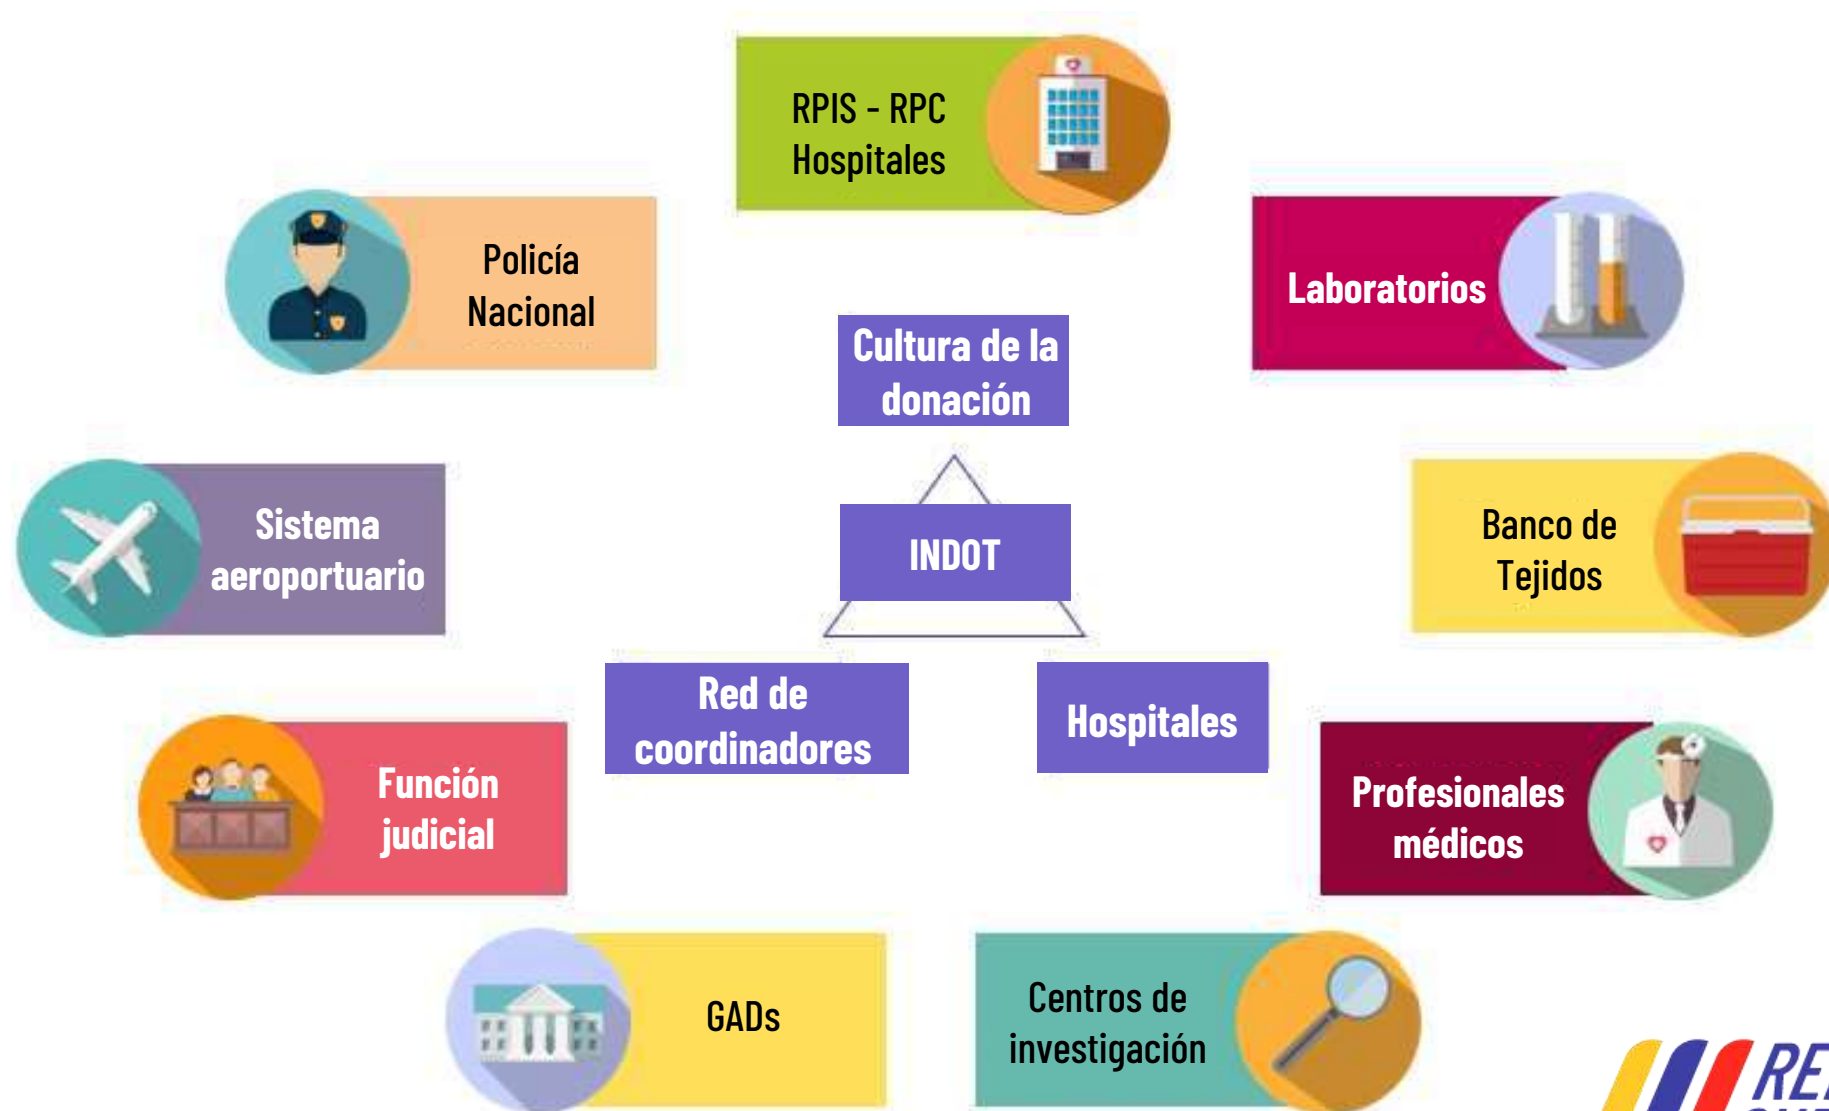 RPIS - RPC
Hospitales
Policía
Nacional
Laboratorios
Cultura de la
donación
Sistema
aeroportuario
INDOT
Banco de
Tejidos
Red de
coordinadores
Hospitales
Función
judicial
Profesionales
médicos
GADs
Centros de
investigación